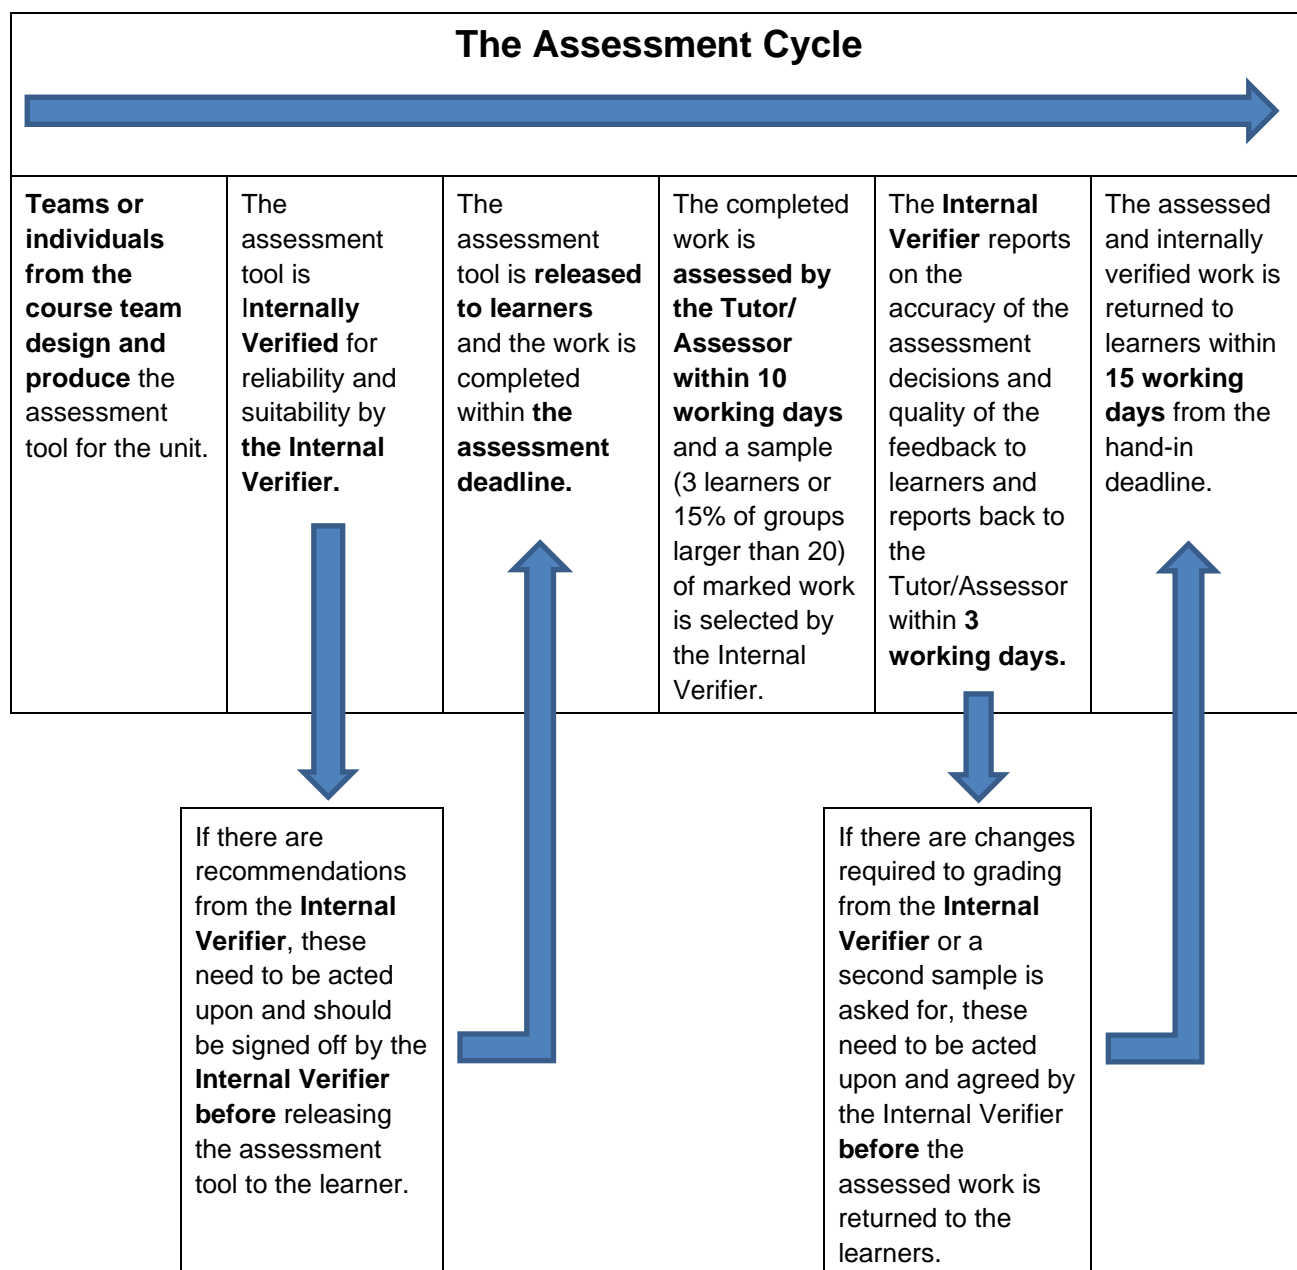 The Assessment Cycle
Teams or
individuals
from the
course team
design and
produce the
assessment
tool for the unit.
The
assessment
tool is
Internally
Verified for
reliability and
suitability by
the Internal
Verifier.
The
assessment
tool is released
to learners
and the work is
completed
within the
assessment
deadline.
The completed
work is
assessed by
the Tutor/
Assessor
within 10
working days
and a sample
(3 learners or
15% of groups
larger than 20)
of marked work
is selected by
the Internal
Verifier.
The Internal
Verifier reports
on the
accuracy of the
assessment
decisions and
quality of the
feedback to
learners and
reports back to
the
Tutor/Assessor
within 3
working days.
The assessed
and internally
verified work is
returned to
learners within
15 working
days from the
hand-in
deadline.
If there are
recommendations
from the Internal
Verifier, these
need to be acted
upon and should
be signed off by the
Internal Verifier
before releasing
the assessment
tool to the learner.
If there are changes
required to grading
from the Internal
Verifier or a
second sample is
asked for, these
need to be acted
upon and agreed by
the Internal Verifier
before the
assessed work is
returned to the
learners.